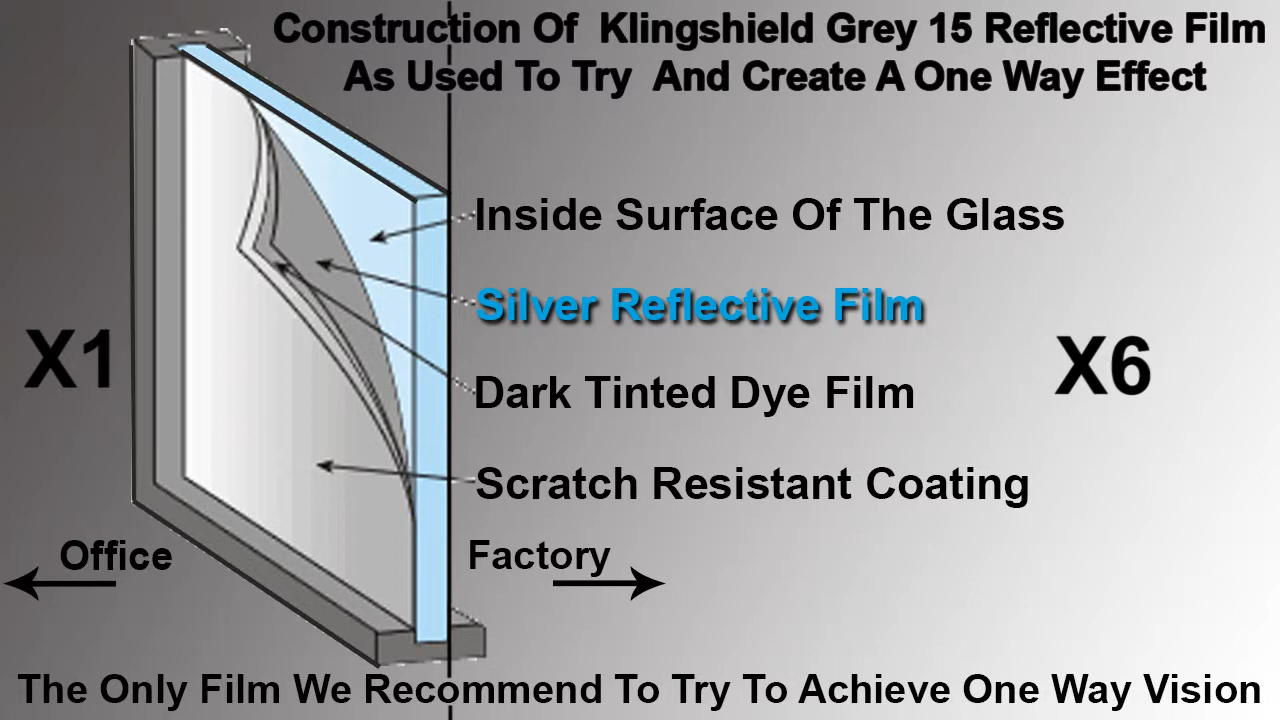 Construction Of Klingshield Grey 15 Reflective Film
As Used To Try And Create A One Way Effect
Inside Surface Of The Glass
Silver Reflective Film
X1
X6
Dark Tinted Dye Film
Scratch Resistant Coating
Office
Factory
The Only Film We Recommend To Try To Achieve One Way Vision